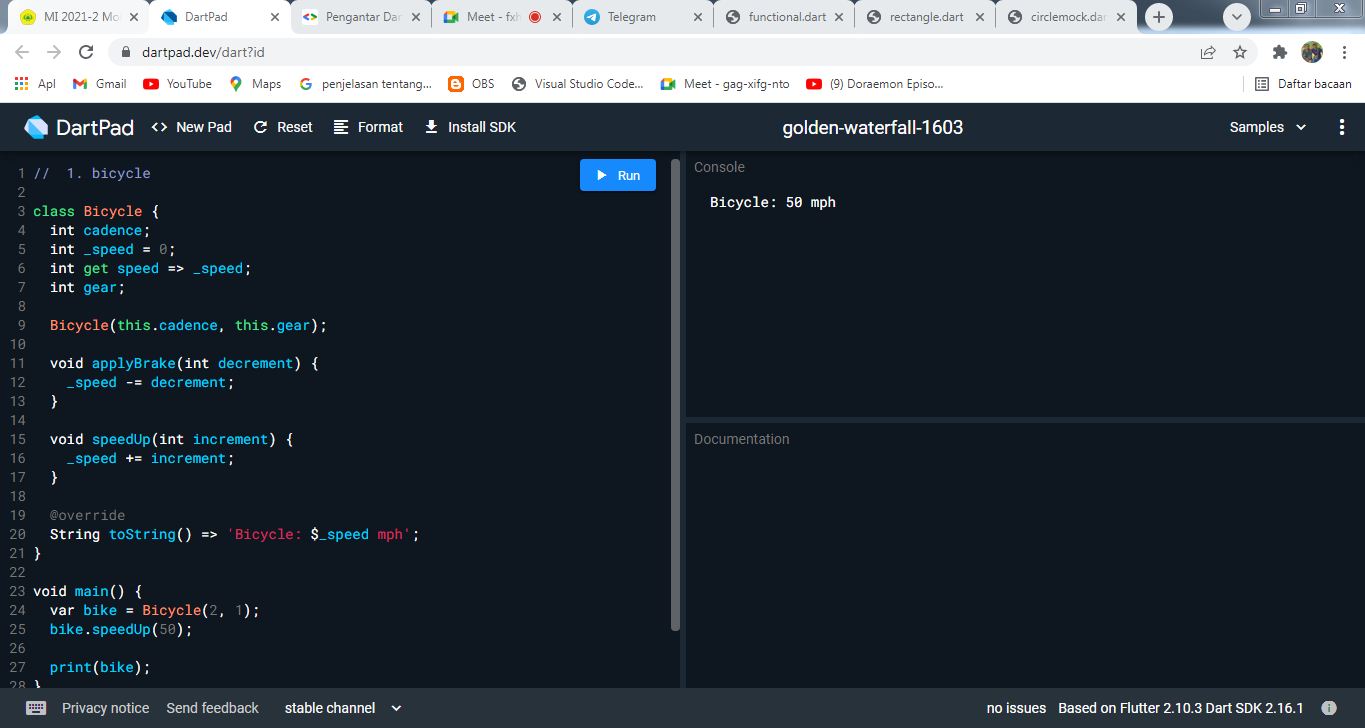 MI 2021-2 Mo
DartPad
Pengantar Dar
Meet - fxh
Telegram
functional.dart
rectangle.dart
circlemock.dar
dartpad.dev/dart?id
Apl
Gmail
YouTube
Maps
penjelasan tentang...
OBS
Visual Studio Code...
Meet - gag-xifg-nto
(9) Doraemon Episo...
Daftar bacaan
DartPad
<> New Pad
Reset
Format
Install SDK
golden-waterfall-1603
Samples
Run
1 //  1. bicycle
2
3 class Bicycle {
4   int cadence;
5   int _speed = 0;
6   int get speed => _speed;
7   int gear;
8
9   Bicycle(this.cadence, this.gear);
10
11   void applyBrake(int decrement) {
12     _speed -= decrement;
13   }
14
15   void speedUp(int increment) {
16     _speed += increment;
17   }
18
19   @override
20   String toString() => 'Bicycle: $_speed mph';
21 }
22
23 void main() {
24   var bike = Bicycle(2, 1);
25   bike.speedUp(50);
26
27   print(bike);
28 }
Console
Bicycle: 50 mph
Documentation
Privacy notice
Send feedback
stable channel
no issues
Based on Flutter 2.10.3 Dart SDK 2.16.1